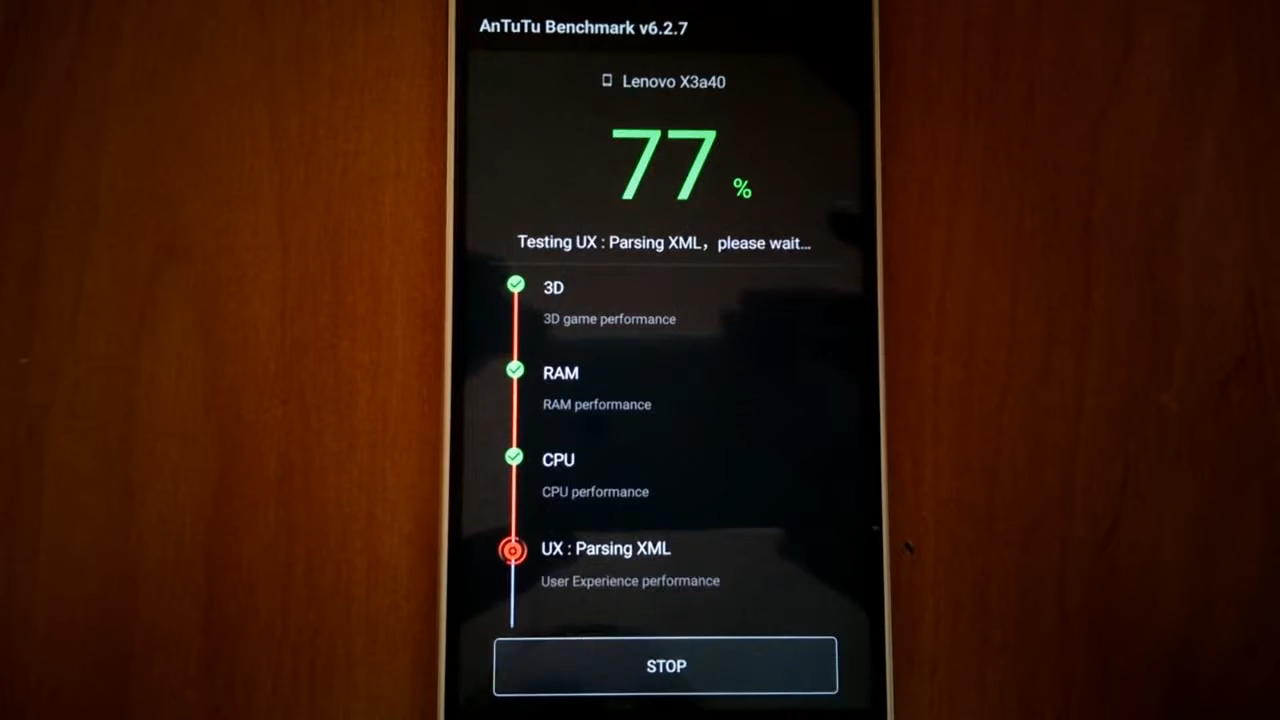 AnTuTu Benchmark v6.2.7
Lenovo X3a40
77 %
Testing UX : Parsing XML，please wait...
3D
3D game performance
RAM
RAM performance
CPU
CPU performance
UX : Parsing XML
User Experience performance
STOP